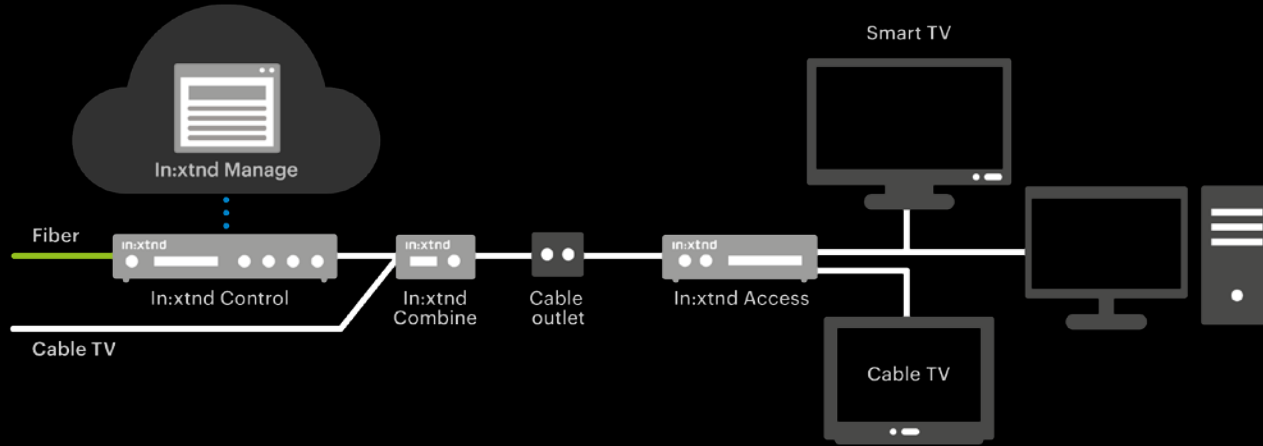 Smart TV
In:xtnd Manage
Fiber
in:xtnd
in:xtnd
in:xtnd
In:xtnd Control
In:xtnd
Combine
Cable
outlet
In:xtnd Access
Cable TV
Cable TV